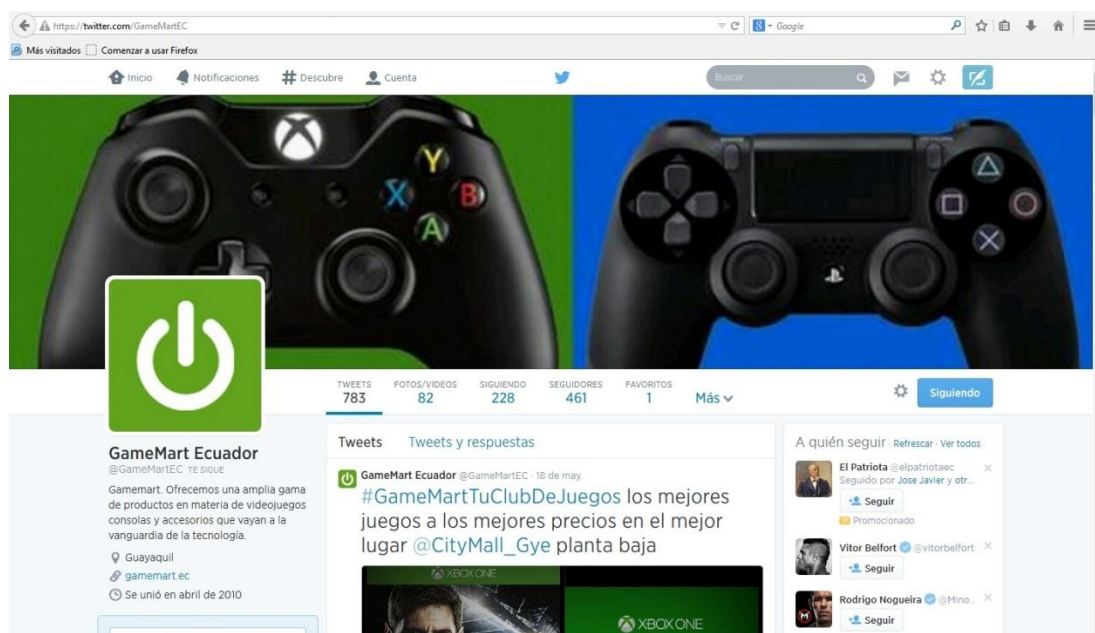 https://twitter.com/GameMartEC
Google
Más visitados
Comenzar a usar Firefox
Inicio
Notificaciones
Descubre
Cuenta
Buscar
Y
X
B
A
TWEETS
783
FOTOS/VIDEOS
82
SIGUIENDO
228
SEGUIDORES
461
FAVORITOS
1
Más
Siguiendo
GameMart Ecuador
@GameMartEC TE SIGUE
Gamemart. Ofrecemos una amplia gama
de productos en materia de videojuegos
consolas y accesorios que vayan a la
vanguardia de la tecnología.
Guayaquil
gamemart.ec
Se unió en abril de 2010
Tweets
Tweets y respuestas
GameMart Ecuador @GameMartEC · 18 de may.
#GameMartTuClubDeJuegos los mejores
juegos a los mejores precios en el mejor
lugar @CityMall_Gye planta baja
XBOX ONE
XBOX ONE
A quién seguir · Refrescar · Ver todos
El Patriota @elpatriotaec
Seguido por Jose Javier y otr...
Seguir
Promocionado
Vitor Belfort @vitorbelfort
Seguir
Rodrigo Nogueira @Mino...
Seguir